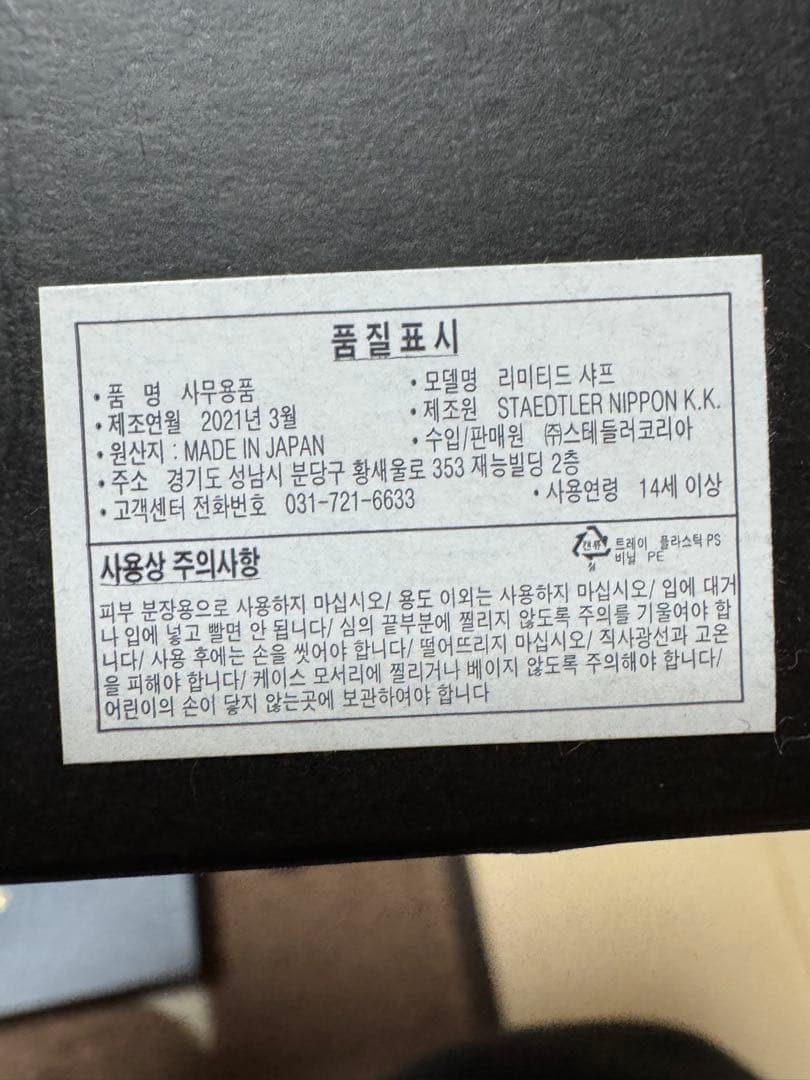 품질표시
• 품 명 사무용품 • 모델명 리미티드 샤프
• 제조연월 2021년 3월 • 제조원 STAEDTLER NIPPON K.K.
• 원산지 : MADE IN JAPAN • 수입/판매원 ㈜스테들러코리아
• 주소 경기도 성남시 분당구 황새울로 353 재능빌딩 2층
• 고객센터 전화번호 031-721-6633 • 사용연령 14세 이상
사용상 주의사항
트레이 플라스틱 PS
비닐 PE
피부 분장용으로 사용하지 마십시오/ 용도 이외는 사용하지 마십시오/ 입에 대거
나 입에 넣고 빨면 안 됩니다/ 심의 끝부분에 찔리지 않도록 주의를 기울여야 합
니다/ 사용 후에는 손을 씻어야 합니다/ 떨어뜨리지 마십시오/ 직사광선과 고온
을 피해야 합니다/ 케이스 모서리에 찔리거나 베이지 않도록 주의해야 합니다/
어린이의 손이 닿지 않는곳에 보관하여야 합니다